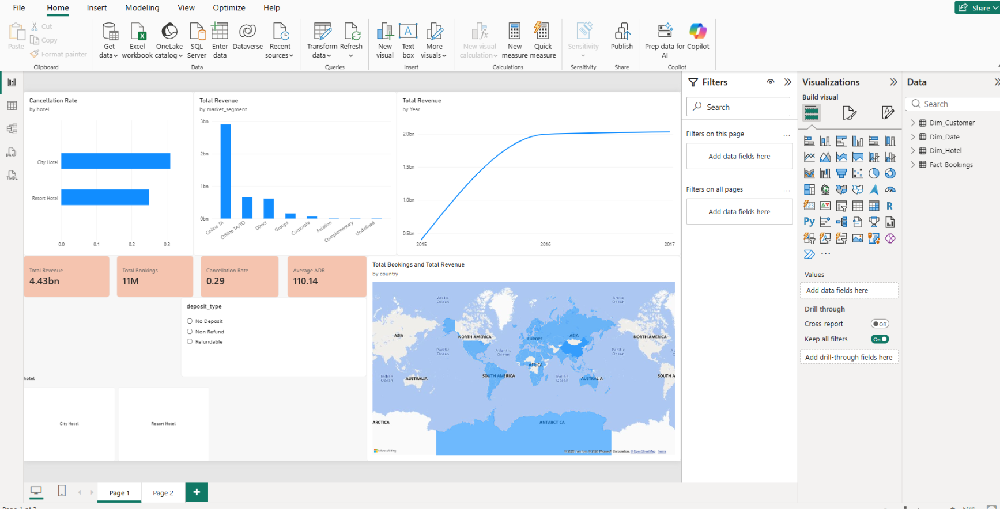 File Home Insert Modeling View Optimize Help
Share
Paste
Cut
Copy
Format painter
Clipboard
Get data
Excel workbook
OneLake catalog
SQL Server
Enter data
Dataverse
Recent sources
Data
Transform data
Refresh
Queries
New visual
Text box
More visuals
Insert
New visual calculation
New measure
Quick measure
Calculations
Sensitivity
Sensitivity
Publish
Share
Prep data for AI
Copilot
Copilot
DAX
TMDL
Cancellation Rate
by hotel
City Hotel
Resort Hotel
0.0 0.1 0.2 0.3
Total Revenue
by market_segment
3bn
2bn
1bn
0bn
Online TA
Offline TA/TO
Direct
Groups
Corporate
Aviation
Complementary
Undefined
Total Revenue
by Year
2.0bn
1.5bn
1.0bn
0.5bn
2015 2016 2017
Total Revenue
4.43bn
Total Bookings
11M
Cancellation Rate
0.29
Average ADR
110.14
deposit_type
No Deposit
Non Refund
Refundable
hotel
City Hotel
Resort Hotel
Total Bookings and Total Revenue
by country
Arctic Ocean
Arctic Ocean
ASIA
NORTH AMERICA
EUROPE
ASIA
NORTH AMERICA
Pacific Ocean
Atlantic Ocean
Pacific Ocean
AFRICA
Indian Ocean
AUSTRALIA
SOUTH AMERICA
Indian Ocean
AUSTRALIA
SOUTH A
ARCTICA
ANTARCTICA
Microsoft Bing
© 2026 TomTom, © 2026 Microsoft Corporation, © OpenStreetMap Terms
Filters
Search
Filters on this page
...
Add data fields here
Filters on all pages
...
Add data fields here
Visualizations
Build visual
123
R
Py
...
Values
Add data fields here
Drill through
Cross-report
Off
Keep all filters
On
Add drill-through fields here
Data
Search
Dim_Customer
Dim_Date
Dim_Hotel
Fact_Bookings
Page 1
Page 2
+
Page 1 of 2
50%